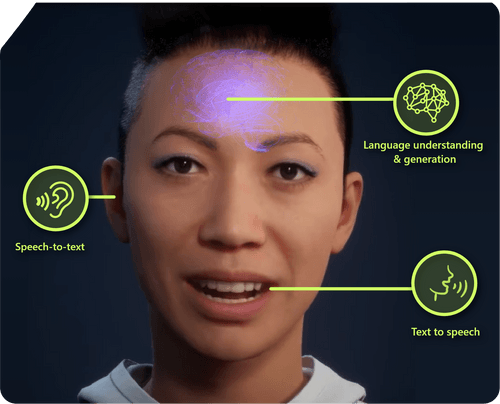 Language understanding
& generation
Speech-to-text
Text to speech